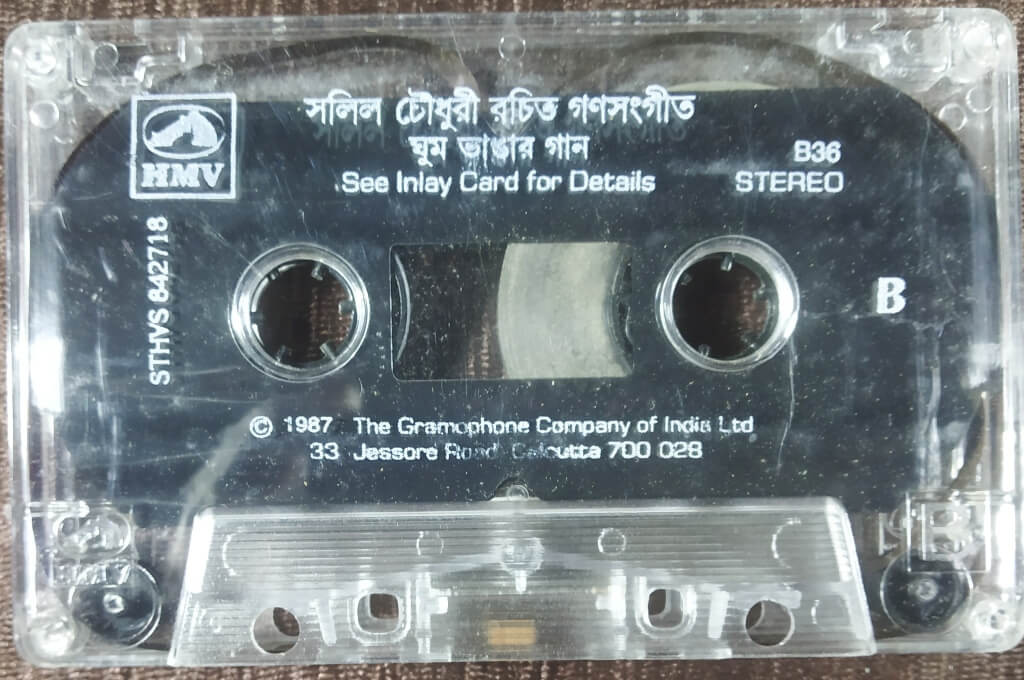 সলিল চৌধুরী রচিত গণসংগীত
ঘুম ভাঙার গান
See Inlay Card for Details
HMV
B36
STEREO
STHVS 842718
B
© 1987 The Gramophone Company of India Ltd
33 Jessore Road Calcutta 700 028
B